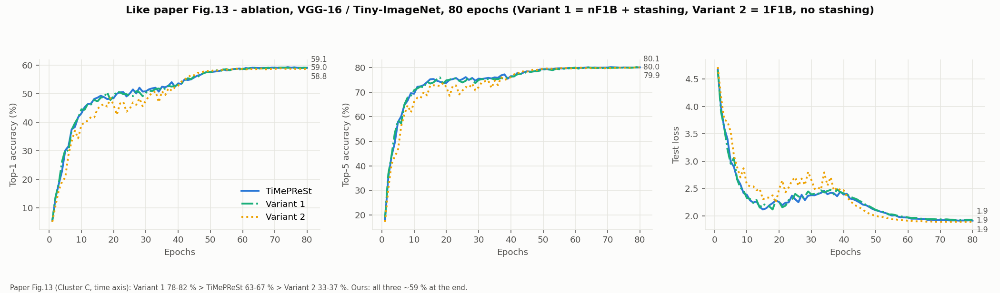 Like paper Fig.13 - ablation, VGG-16 / Tiny-ImageNet, 80 epochs (Variant 1 = nF1B + stashing, Variant 2 = 1F1B, no stashing)
Top-1 accuracy (%)
60
50
40
30
20
10
0 10 20 30 40 50 60 70 80
Epochs
59.1
59.0
58.8
TiMePReSt
Variant 1
Variant 2
Top-5 accuracy (%)
80
70
60
50
40
30
20
0 10 20 30 40 50 60 70 80
Epochs
80.1
80.0
79.9
Test loss
4.5
4.0
3.5
3.0
2.5
2.0
0 10 20 30 40 50 60 70 80
Epochs
1.9
1.9
1.9
Paper Fig.13 (Cluster C, time axis): Variant 1 78-82 % > TiMePReSt 63-67 % > Variant 2 33-37 %. Ours: all three ~59 % at the end.